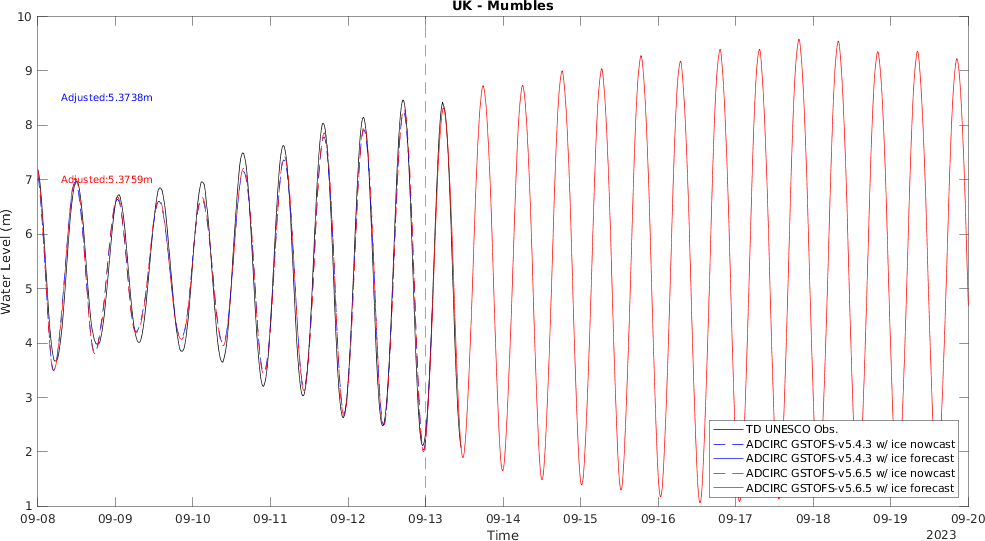 UK - Mumbles
10
9
8
7
6
5
4
3
2
1
Water Level (m)
Adjusted:5.3738m
Adjusted:5.3759m
TD UNESCO Obs.
ADCIRC GSTOFS-v5.4.3 w/ ice nowcast
ADCIRC GSTOFS-v5.4.3 w/ ice forecast
ADCIRC GSTOFS-v5.6.5 w/ ice nowcast
ADCIRC GSTOFS-v5.6.5 w/ ice forecast
09-08 09-09 09-10 09-11 09-12 09-13 09-14 09-15 09-16 09-17 09-18 09-19 09-20
Time
2023